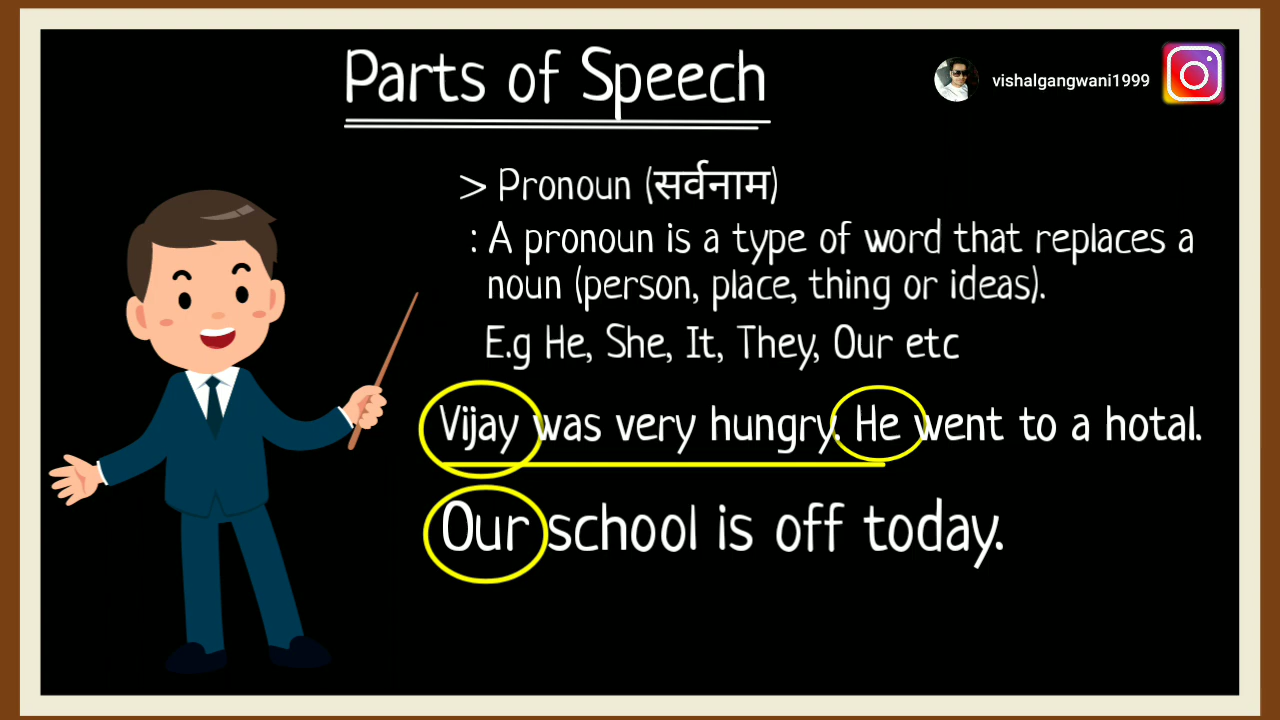 Parts of Speech
vishalgangwani1999
> Pronoun (सर्वनाम)
: A pronoun is a type of word that replaces a
noun (person, place, thing or ideas).
E.g He, She, It, They, Our etc
Vijay was very hungry. He went to a hotal.
Our school is off today.